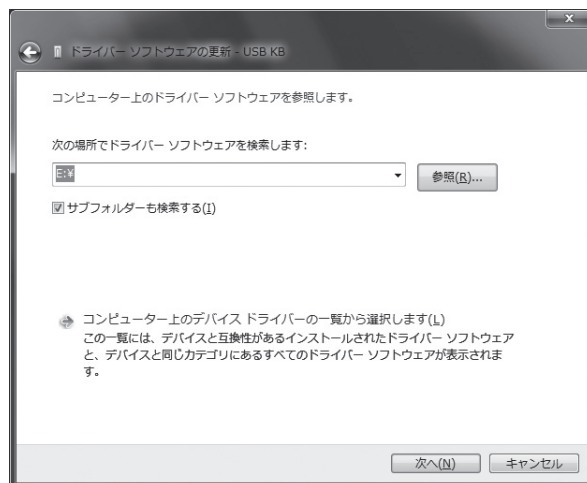 ドライバー ソフトウェアの更新 - USB KB
コンピューター上のドライバー ソフトウェアを参照します。
次の場所でドライバー ソフトウェアを検索します:
E:¥
参照(R)...
サブフォルダーも検索する(I)
コンピューター上のデバイス ドライバーの一覧から選択します(L)
この一覧には、デバイスと互換性があるインストールされたドライバー ソフトウェア
と、デバイスと同じカテゴリにあるすべてのドライバー ソフトウェアが表示されま
す。
次へ(N)
キャンセル